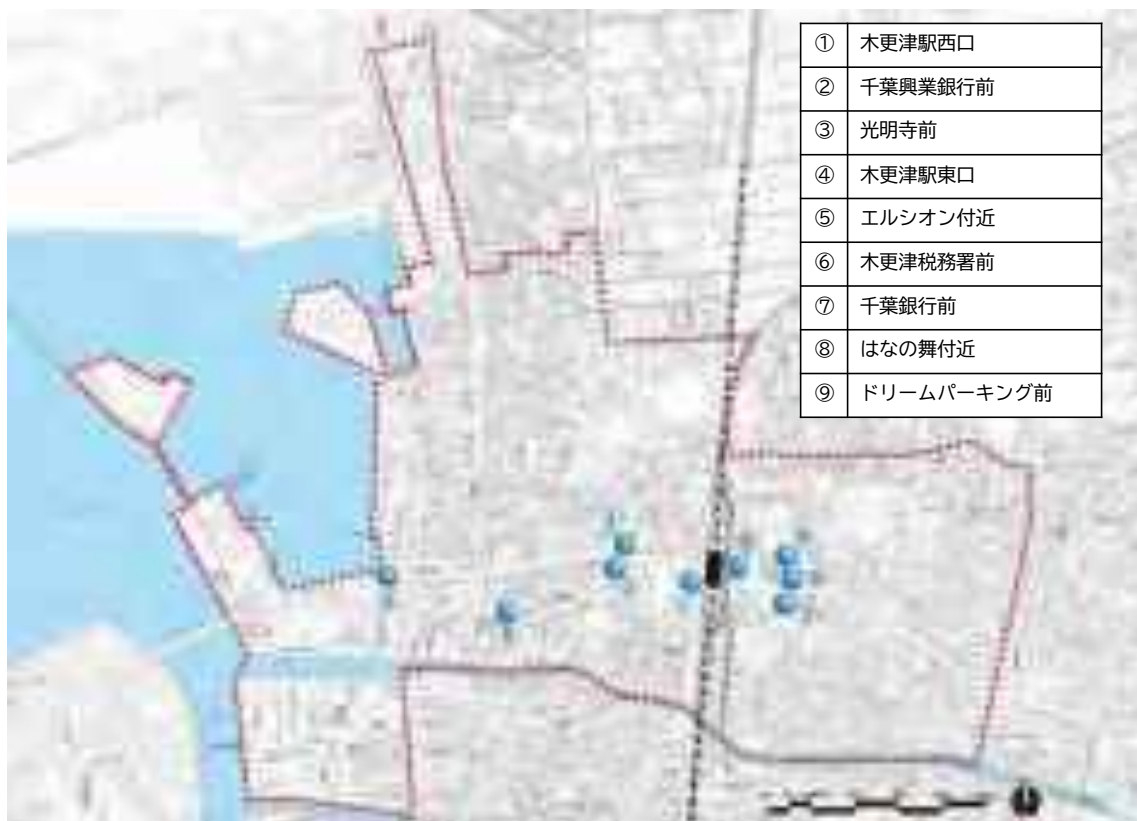 ① 木更津駅西口
② 千葉興業銀行前
③ 光明寺前
④ 木更津駅東口
⑤ エルシオン付近
⑥ 木更津税務署前
⑦ 千葉銀行前
⑧ はなの舞付近
⑨ ドリームパーキング前